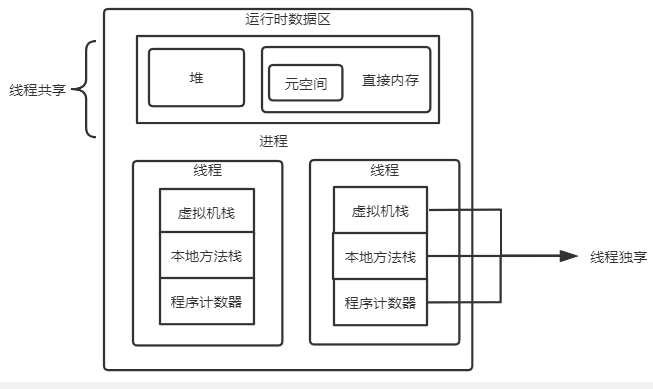 运行时数据区
线程共享
堆
元空间
直接内存
进程
线程
虚拟机栈
本地方法栈
程序计数器
线程
虚拟机栈
本地方法栈
程序计数器
线程独享